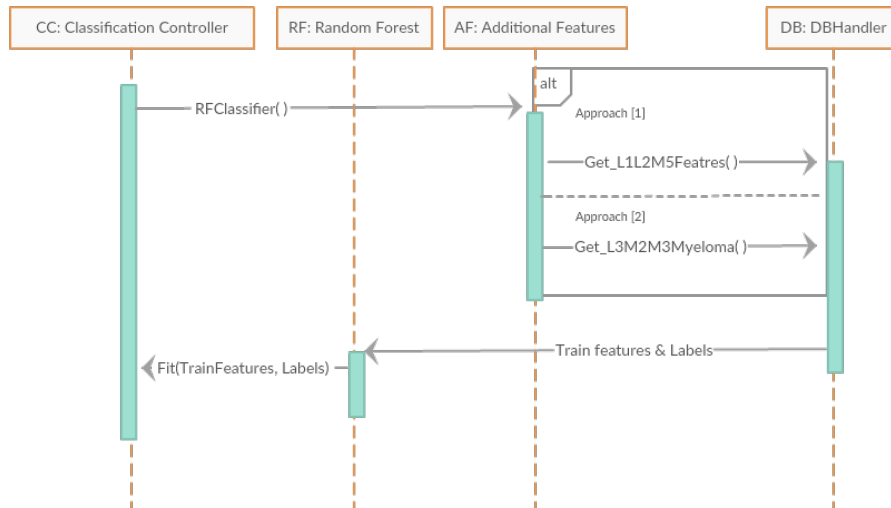 CC: Classification Controller
RF: Random Forest
AF: Additional Features
DB: DBHandler
alt
RFClassifier( )
Approach [1]
Get_L1L2M5Featres( )
Approach [2]
Get_L3M2M3Myeloma( )
Train features & Labels
Fit(TrainFeatures, Labels)